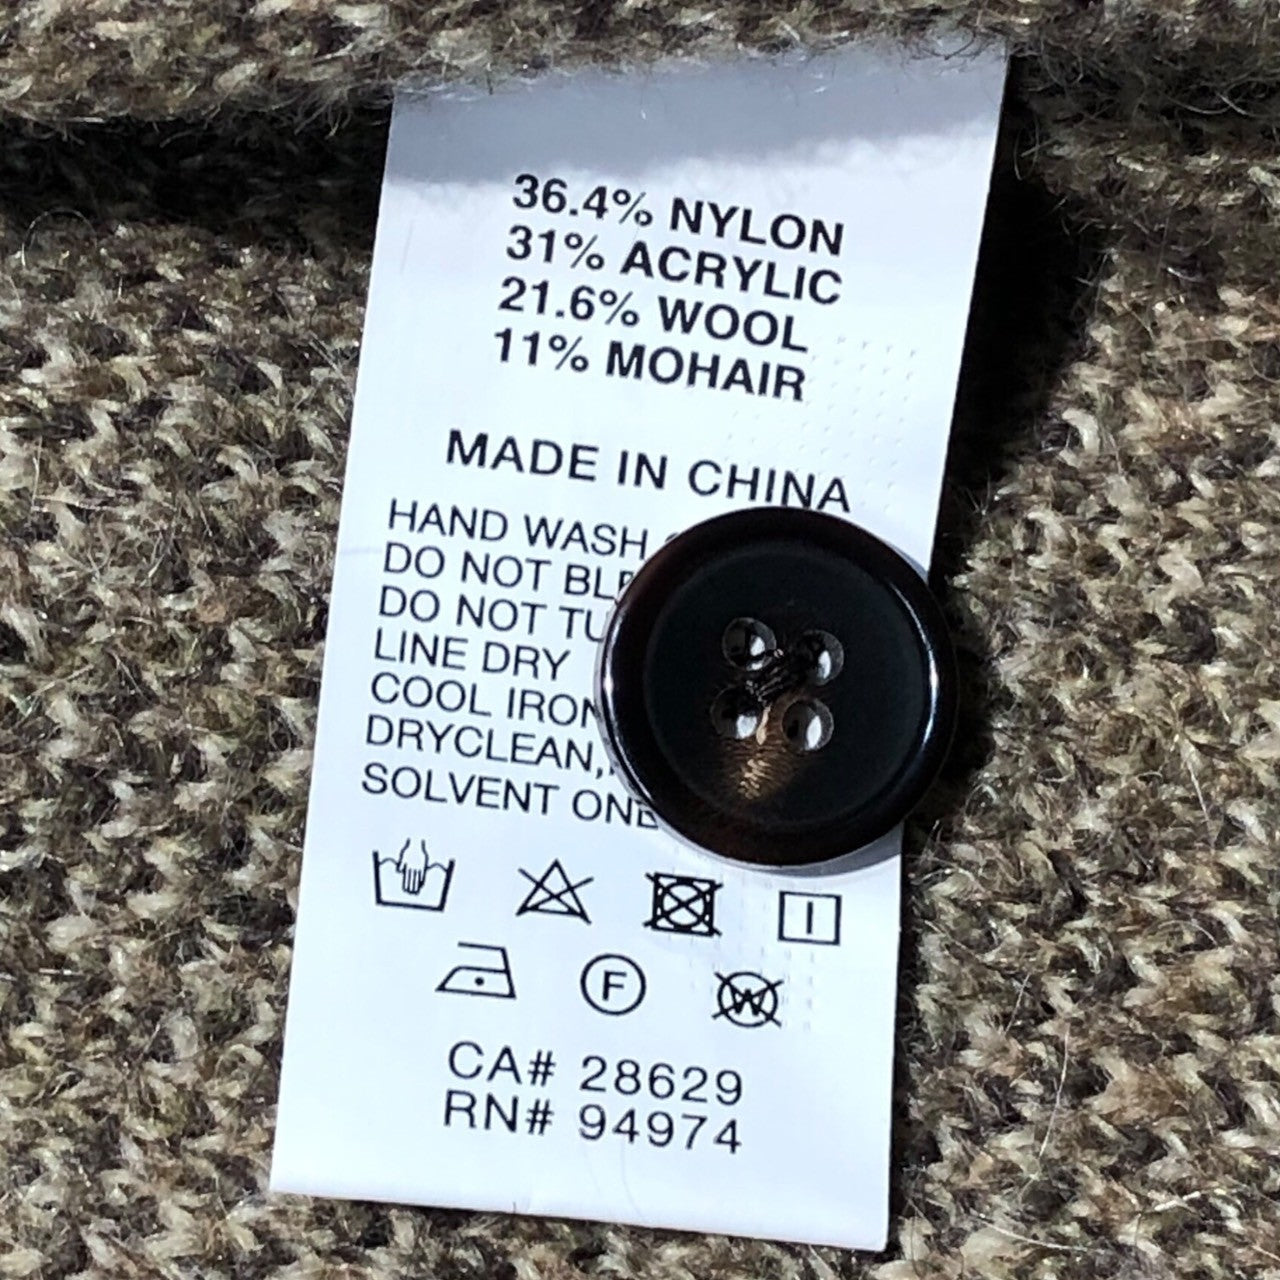 36.4% NYLON
31% ACRYLIC
21.6% WOOL
11% MOHAIR
MADE IN CHINA
HAND WASH
DO NOT
DO NOT
LINE DRY
COOL IRON
DRYCLEAN,
SOLVENT ONE
F
W
CA# 28629
RN# 94974